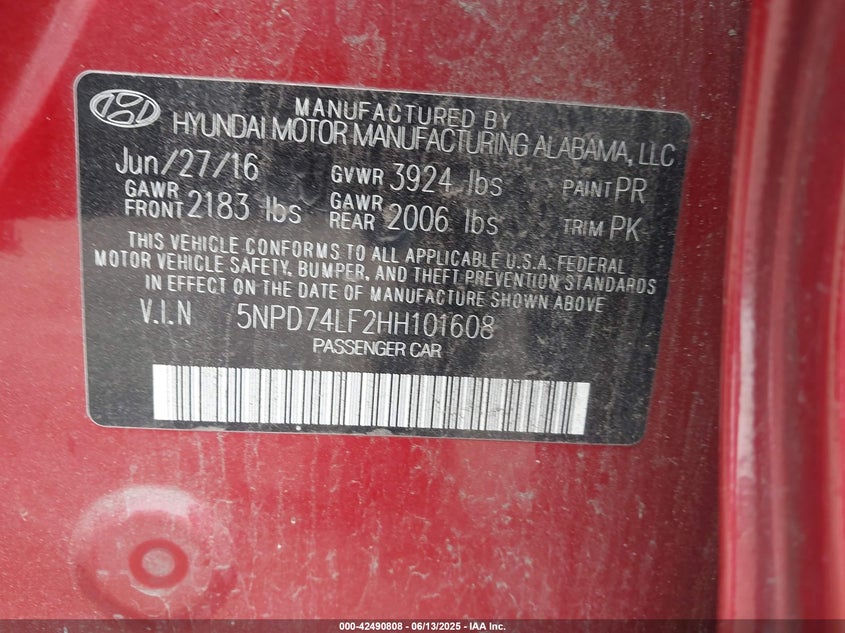 MANUFACTURED BY
HYUNDAI MOTOR MANUFACTURING ALABAMA, LLC
Jun/27/16 GVWR 3924 lbs PAINT PR
GAWR FRONT 2183 lbs GAWR REAR 2006 lbs TRIM PK
THIS VEHICLE CONFORMS TO ALL APPLICABLE U.S.A. FEDERAL
MOTOR VEHICLE SAFETY, BUMPER, AND THEFT PREVENTION STANDARDS
IN EFFECT ON THE DATE OF MANUFACTURE SHOWN ABOVE.
V.I.N 5NPD74LF2HH101608
PASSENGER CAR
000-42490808 - 06/13/2025 - IAA Inc.